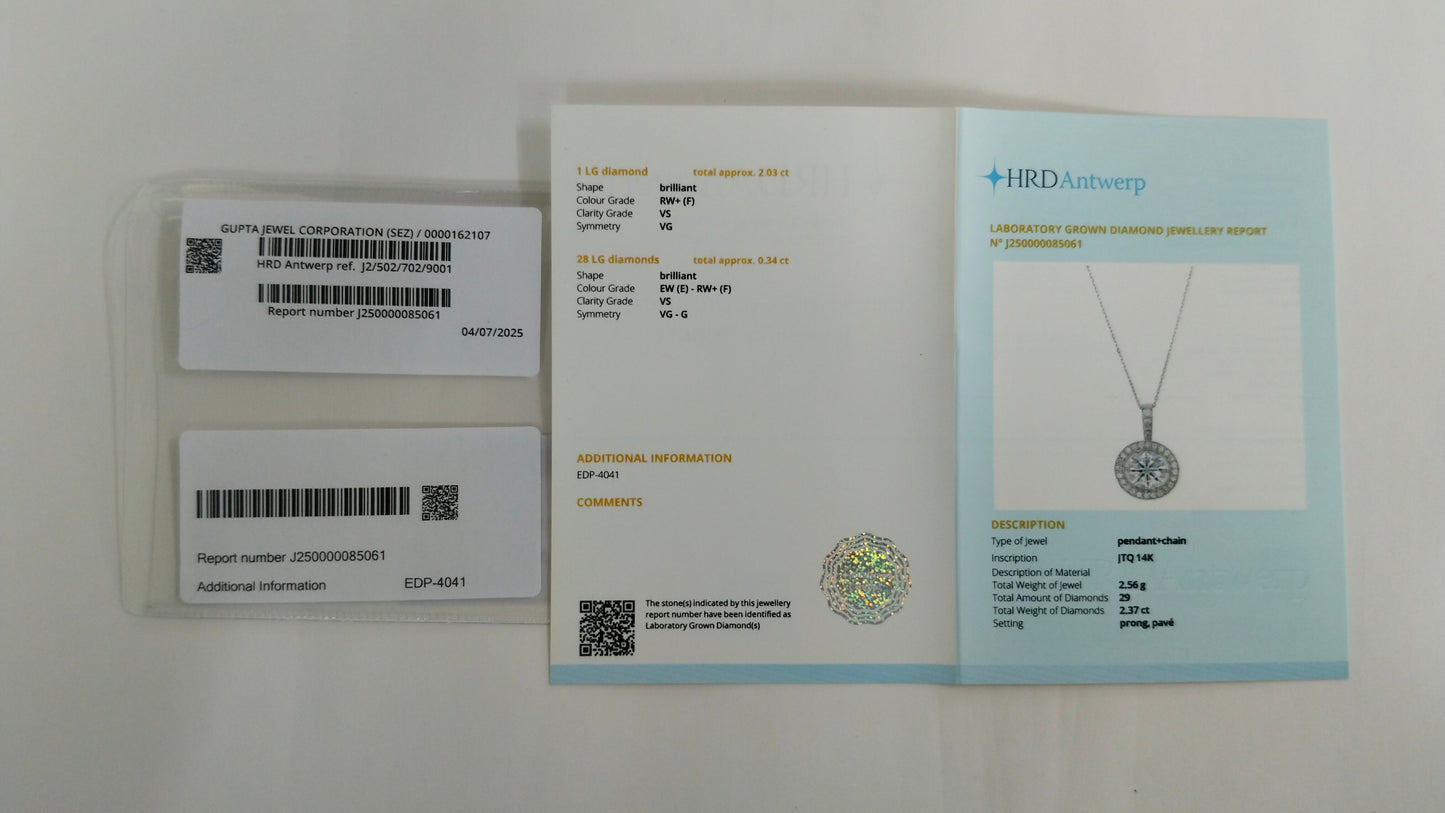 GUPTA JEWEL CORPORATION (SEZ) / 0000162107
HRD Antwerp ref. J2/502/702/9001
Report number J250000085061
04/07/2025
Report number J250000085061
Additional Information EDP-4041
1 LG diamond total approx. 2.03 ct
Shape brilliant
Colour Grade RW+ (F)
Clarity Grade VS
Symmetry VG
28 LG diamonds total approx. 0.34 ct
Shape brilliant
Colour Grade EW (E) - RW+ (F)
Clarity Grade VS
Symmetry VG - G
ADDITIONAL INFORMATION
EDP-4041
COMMENTS
The stone(s) indicated by this jewellery
report number have been identified as
Laboratory Grown Diamond(s)
HRD Antwerp
LABORATORY GROWN DIAMOND JEWELLERY REPORT
N° J250000085061
DESCRIPTION
Type of Jewel pendant+chain
Inscription JTQ 14K
Description of Material
Total Weight of Jewel 2.56 g
Total Amount of Diamonds 29
Total Weight of Diamonds 2.37 ct
Setting prong, pavé